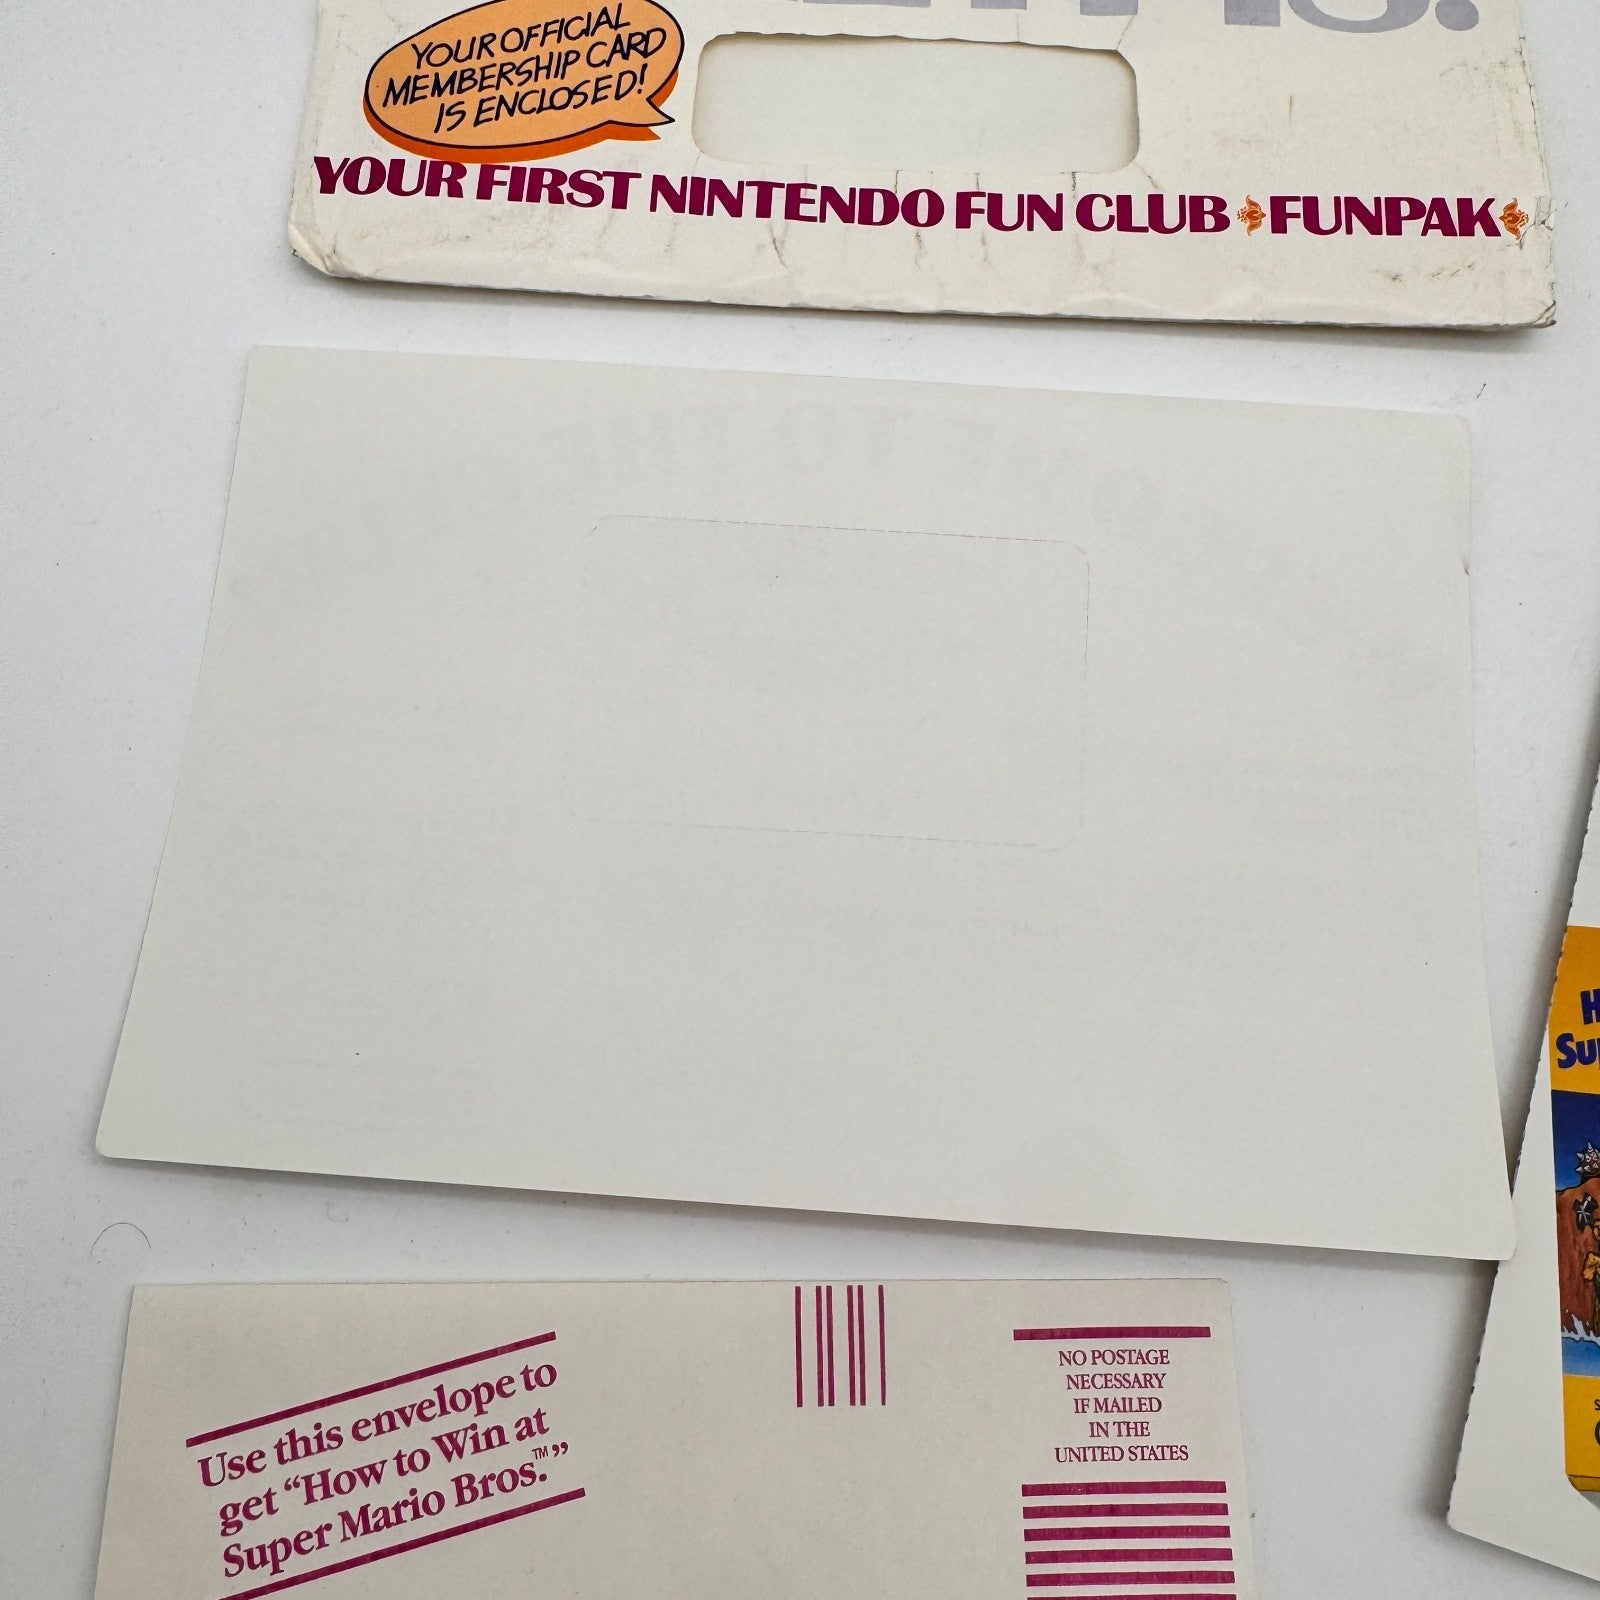 YOUR OFFICIAL
MEMBERSHIP CARD
IS ENCLOSED!
YOUR FIRST NINTENDO FUN CLUB FUNPAK
Use this envelope to
get “How to Win at
Super Mario Bros.™”
NO POSTAGE
NECESSARY
IF MAILED
IN THE
UNITED STATES